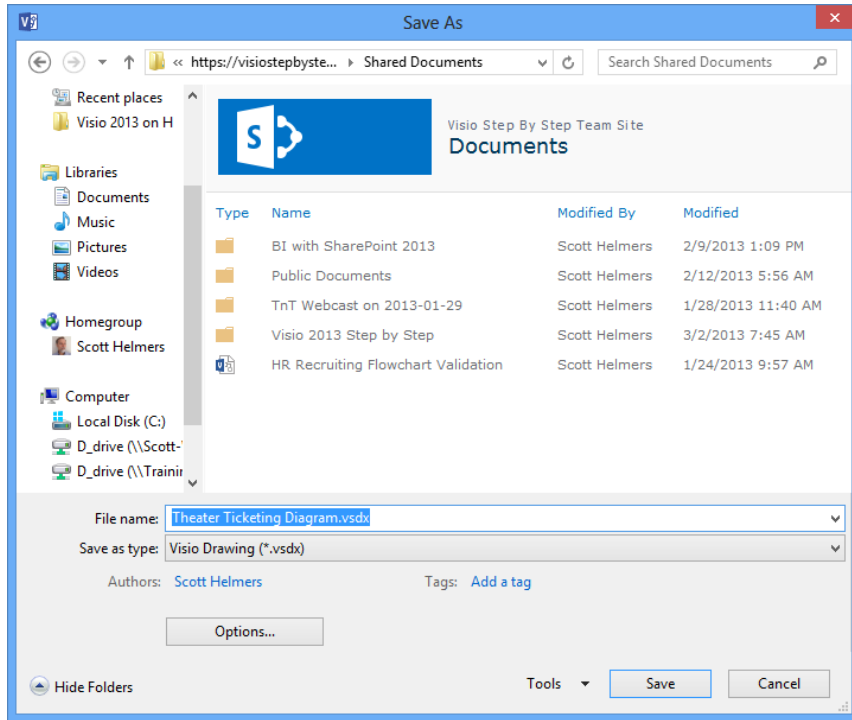 Save As
« https://visiostepbyste... Shared Documents
Search Shared Documents
Recent places
Visio 2013 on H
Libraries
Documents
Music
Pictures
Videos
Homegroup
Scott Helmers
Computer
Local Disk (C:)
D_drive (\\Scott-
D_drive (\\Trainin
S
Visio Step By Step Team Site
Documents
Type Name Modified By Modified
BI with SharePoint 2013 Scott Helmers 2/9/2013 1:09 PM
Public Documents Scott Helmers 2/12/2013 5:56 AM
TnT Webcast on 2013-01-29 Scott Helmers 1/28/2013 11:40 AM
Visio 2013 Step by Step Scott Helmers 3/2/2013 7:45 AM
HR Recruiting Flowchart Validation Scott Helmers 1/24/2013 9:57 AM
File name: Theater Ticketing Diagram.vsdx
Save as type: Visio Drawing (*.vsdx)
Authors: Scott Helmers Tags: Add a tag
Options...
Hide Folders
Tools Save Cancel